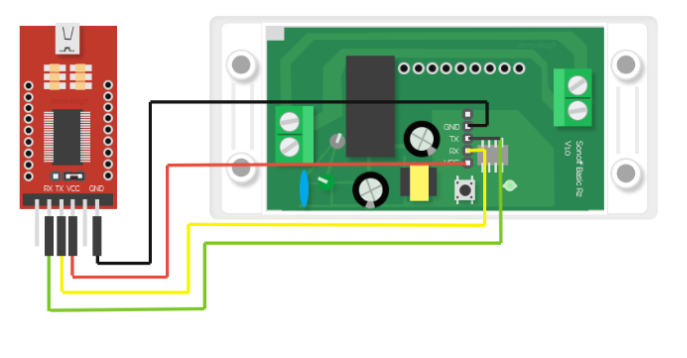 RX TX VCC GND
GND
TX
RX
VCC
Sonoff Basic R2
V1.0